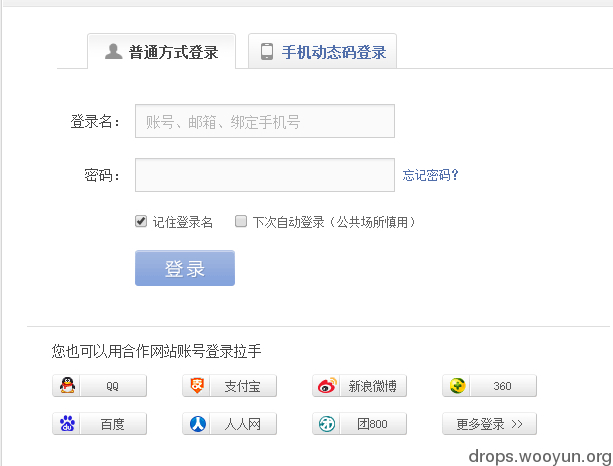 普通方式登录 手机动态码登录
登录名： 账号、邮箱、绑定手机号
密码： 忘记密码?
记住登录名 下次自动登录（公共场所慎用）
登录
您也可以用合作网站账号登录拉手
QQ 支付宝 新浪微博 360
百度 人人网 团800 更多登录 >>
drops.wooyun.org